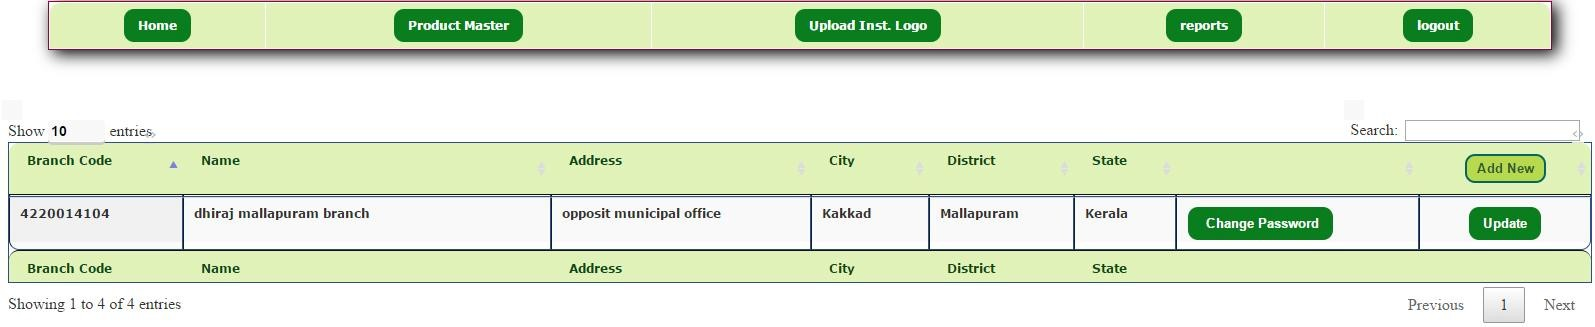 Home Product Master Upload Inst. Logo reports logout
Show 10 entries Search:
Branch Code Name Address City District State Add New
4220014104 dhiraj mallapuram branch opposit municipal office Kakkad Mallapuram Kerala Change Password Update
Branch Code Name Address City District State
Showing 1 to 4 of 4 entries Previous 1 Next